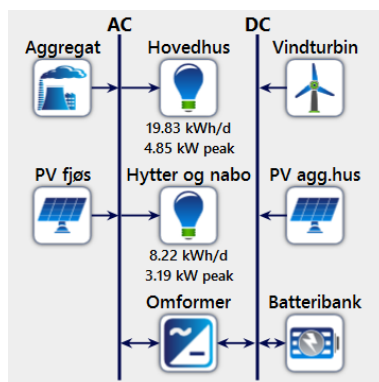 AC DC
Aggregat Hovedhus Vindturbin
19.83 kWh/d
4.85 kW peak
PV fjøs Hytter og nabo PV agg.hus
8.22 kWh/d
3.19 kW peak
Omformer Batteribank